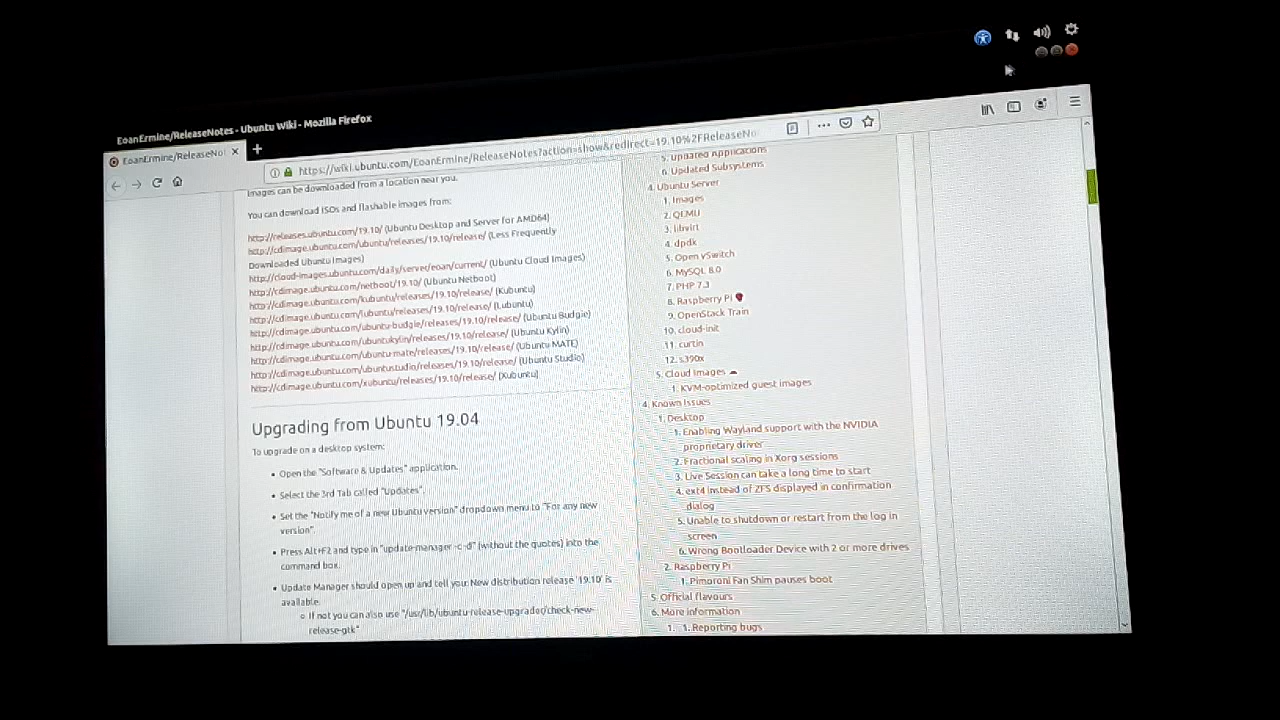 EoanErmine/ReleaseNotes - Ubuntu Wiki - Mozilla Firefox
EoanErmine/ReleaseNo
https://wiki.ubuntu.com/EoanErmine/ReleaseNotes?action=show&redirect=19.10%2FReleaseNo
images can be downloaded from a location near you.
You can download ISOs and flashable images from:
http://releases.ubuntu.com/19.10/ (Ubuntu Desktop and Server for AMD64)
http://cdimage.ubuntu.com/ubuntu/releases/19.10/release/ (Less Frequently
Downloaded Ubuntu Images)
http://cloud-images.ubuntu.com/daily/server/eoan/current/ (Ubuntu Cloud Images)
http://cdimage.ubuntu.com/netboot/19.10/ (Ubuntu Netboot)
http://cdimage.ubuntu.com/kubuntu/releases/19.10/release/ (Kubuntu)
http://cdimage.ubuntu.com/lubuntu/releases/19.10/release/ (Lubuntu)
http://cdimage.ubuntu.com/ubuntu-budgie/releases/19.10/release/ (Ubuntu Budgie)
http://cdimage.ubuntu.com/ubuntukylin/releases/19.10/release/ (Ubuntu Kylin)
http://cdimage.ubuntu.com/ubuntu-mate/releases/19.10/release/ (Ubuntu MATE)
http://cdimage.ubuntu.com/ubuntustudio/releases/19.10/release/ (Ubuntu Studio)
http://cdimage.ubuntu.com/xubuntu/releases/19.10/release/ (Xubuntu)
Upgrading from Ubuntu 19.04
To upgrade on a desktop system:
• Open the "Software & Updates" application.
• Select the 3rd Tab called "Updates".
• Set the "Notify me of a new Ubuntu version" dropdown menu to "For any new
version".
• Press Alt+F2 and type in "update-manager -c -d" (without the quotes) into the
command box.
• Update Manager should open up and tell you: New distribution release '19.10' is
available.
○ If not you can also use "/usr/lib/ubuntu-release-upgrader/check-new-
release-gtk"
5. Updated Applications
6. Updated Subsystems
4. Ubuntu Server
1. Images
2. QEMU
3. libvirt
4. dpdk
5. Open vSwitch
6. MySQL 8.0
7. PHP 7.3
8. Raspberry Pi
9. OpenStack Train
10. cloud-init
11. curtin
12. s390x
5. Cloud Images
1. KVM-optimized guest images
4. Known Issues
1. Desktop
1. Enabling Wayland support with the NVIDIA
proprietary driver
2. Fractional scaling in Xorg sessions
3. Live Session can take a long time to start
4. ext4 instead of ZFS displayed in confirmation
dialog
5. Unable to shutdown or restart from the log in
screen
6. Wrong Bootloader Device with 2 or more drives
2. Raspberry Pi
1. Pimoroni Fan Shim pauses boot
5. Official flavours
6. More information
1. 1. Reporting bugs